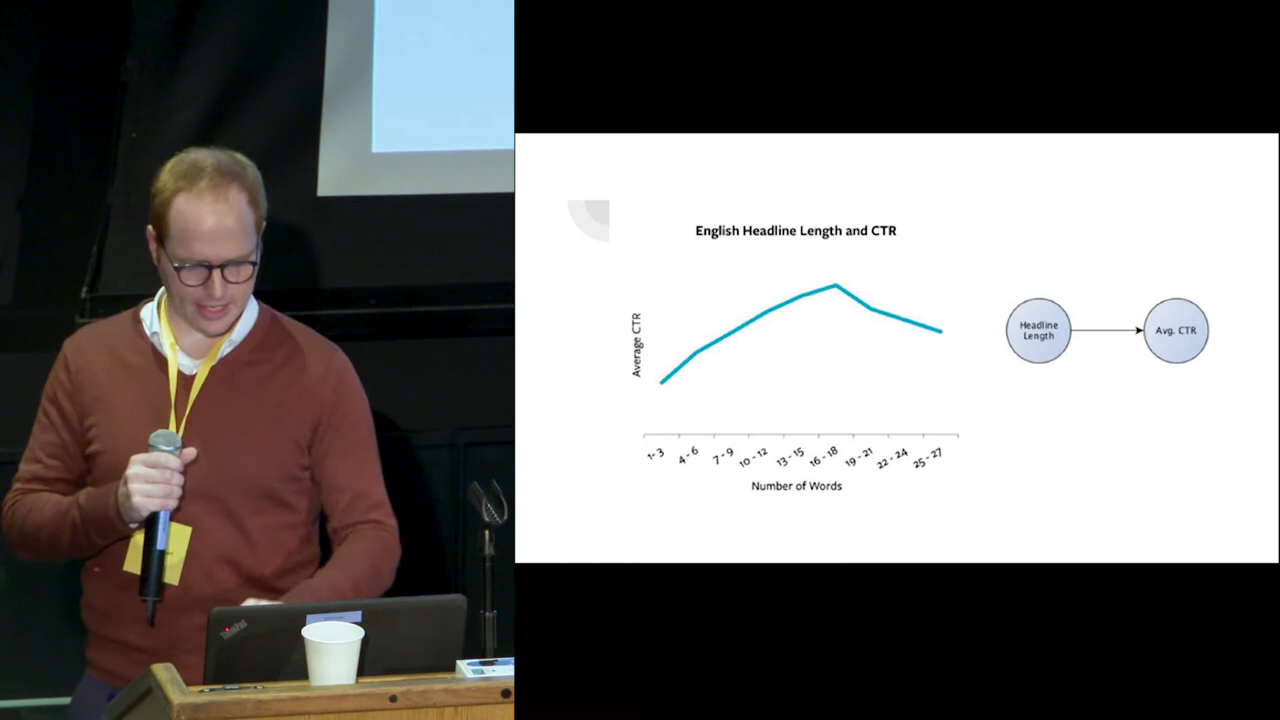 ThinkPad
English Headline Length and CTR
Average CTR
1-3
4-6
7-9
10-12
13-15
16-18
19-21
22-24
25-27
Number of Words
Headline
Length
Avg. CTR